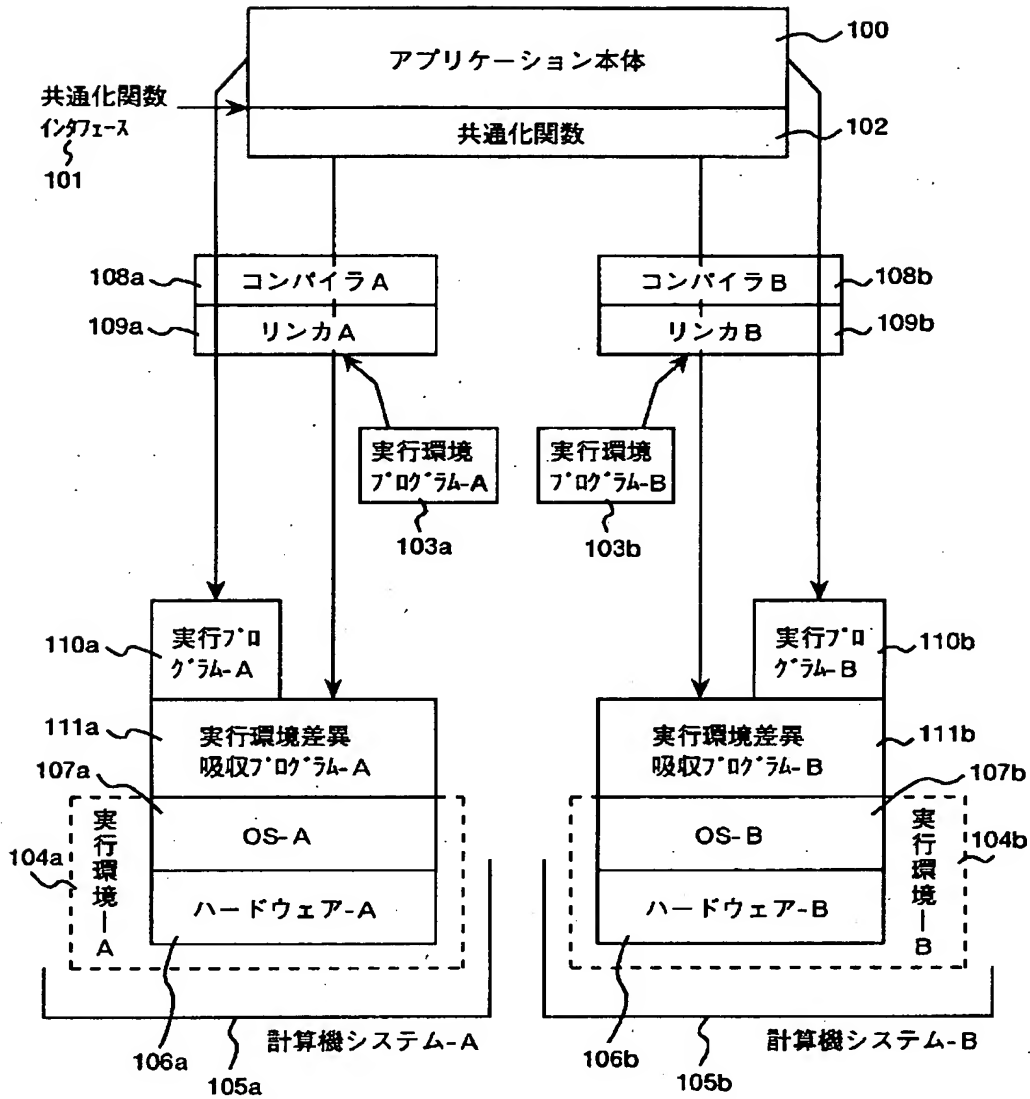 100
アプリケーション本体
共通化関数
インタフェース
101
共通化関数
102
108a
コンパイラA
コンパイラB
108b
109a
リンカA
リンカB
109b
実行環境
プログラム-A
103a
実行環境
プログラム-B
103b
110a
実行プロ
グラム-A
実行プロ
グラム-B
110b
111a
実行環境差異
吸収プログラム-A
実行環境差異
吸収プログラム-B
111b
107a
107b
104a
実行環境ーA
OS-A
OS-B
実行環境ーB
104b
ハードウェア-A
ハードウェア-B
計算機システム-A
計算機システム-B
106a
105a
106b
105b